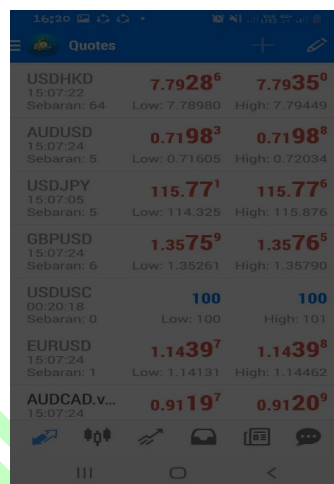 16:20
Quotes
USDHKD 7.7928⁶ 7.7935⁰
15:07:22
Sebaran: 64 Low: 7.78980 High: 7.79449
AUDUSD 0.7198³ 0.7198⁸
15:07:24
Sebaran: 5 Low: 0.71605 High: 0.72034
USDJPY 115.77¹ 115.77⁶
15:07:05
Sebaran: 5 Low: 114.325 High: 115.876
GBPUSD 1.3575⁹ 1.3576⁵
15:07:24
Sebaran: 6 Low: 1.35261 High: 1.35790
USDUSC 100 100
00:20:18
Sebaran: 0 Low: 100 High: 101
EURUSD 1.1439⁷ 1.1439⁸
15:07:24
Sebaran: 1 Low: 1.14131 High: 1.14462
AUDCAD.v... 0.9119⁷ 0.9120⁹
15:07:24